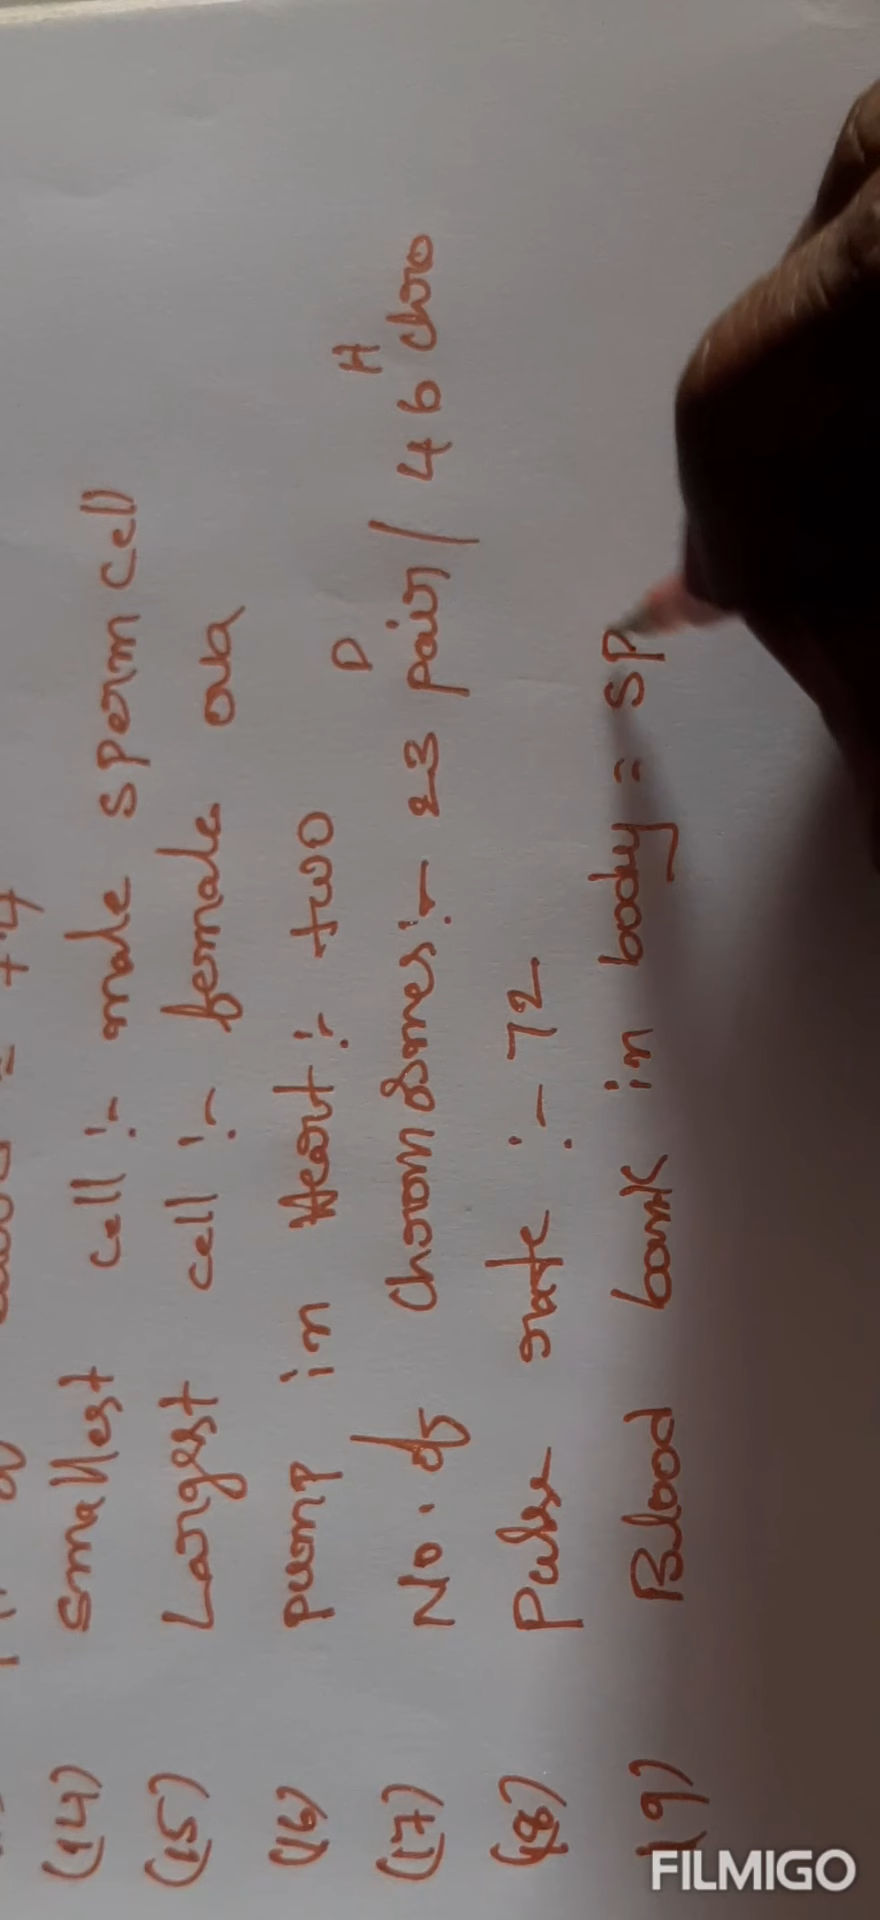 (14) Smallest cell :- male sperm cell
(15) Largest cell :- female ova
(16) pump in Heart :- two
P H
(17) No. of chromosomes :- 23 pair / 46 chro
(18) Pulse rate :- 72
(19) Blood bank in body = SP
FILMIGO